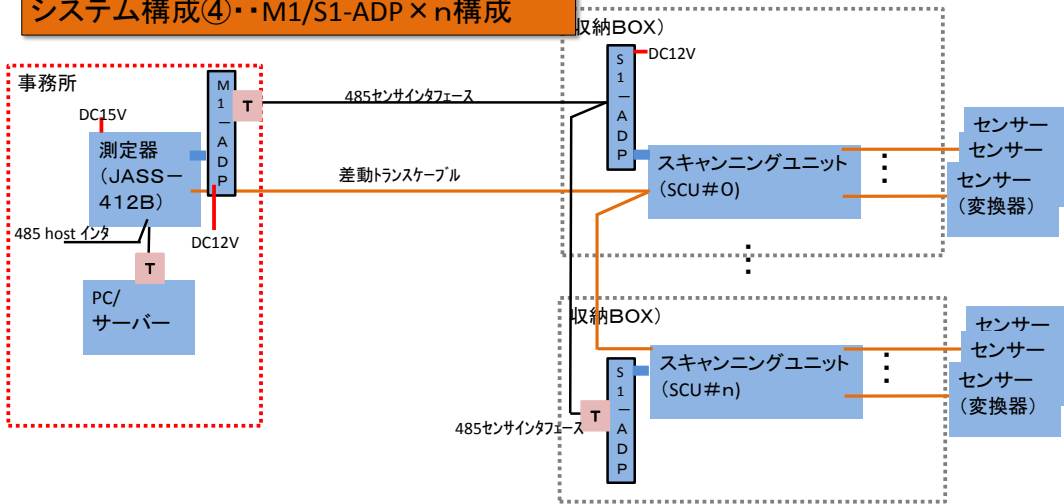 システム構成④‥M1/S1-ADP×n構成
事務所
DC15V
測定器
(JASS-
412B)
M1-ADP
T
DC12V
485 host インタ
T
PC/
サーバー
485センサインタフェース
差動トランスケーブル
収納BOX)
S1-ADP
DC12V
スキャンニングユニット
(SCU#0)
センサー
センサー
センサー
(変換器)
収納BOX)
S1-ADP
T
485センサインタフェース
スキャンニングユニット
(SCU#n)
センサー
センサー
センサー
(変換器)